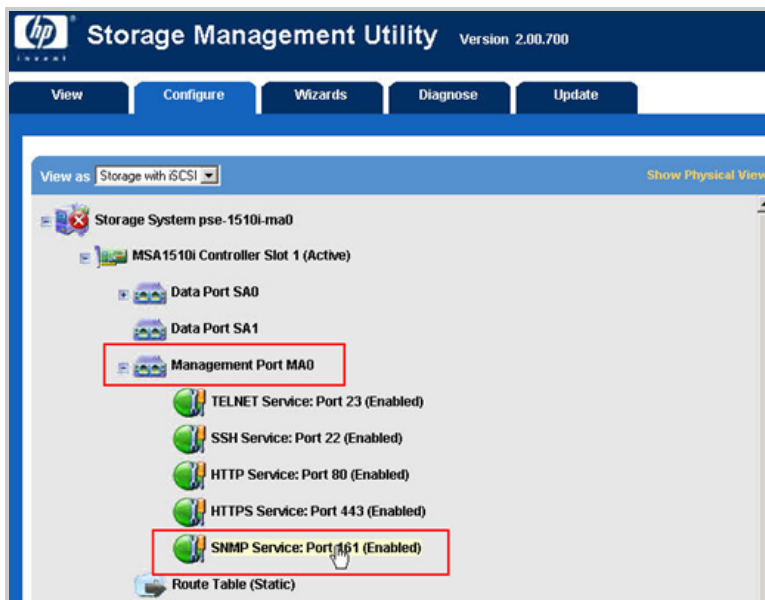 hp
invent
Storage Management Utility Version 2.00.700
View Configure Wizards Diagnose Update
View as Storage with iSCSI Show Physical View
Storage System pse-1510i-ma0
MSA1510i Controller Slot 1 (Active)
Data Port SA0
Data Port SA1
Management Port MA0
TELNET Service: Port 23 (Enabled)
SSH Service: Port 22 (Enabled)
HTTP Service: Port 80 (Enabled)
HTTPS Service: Port 443 (Enabled)
SNMP Service: Port 161 (Enabled)
Route Table (Static)